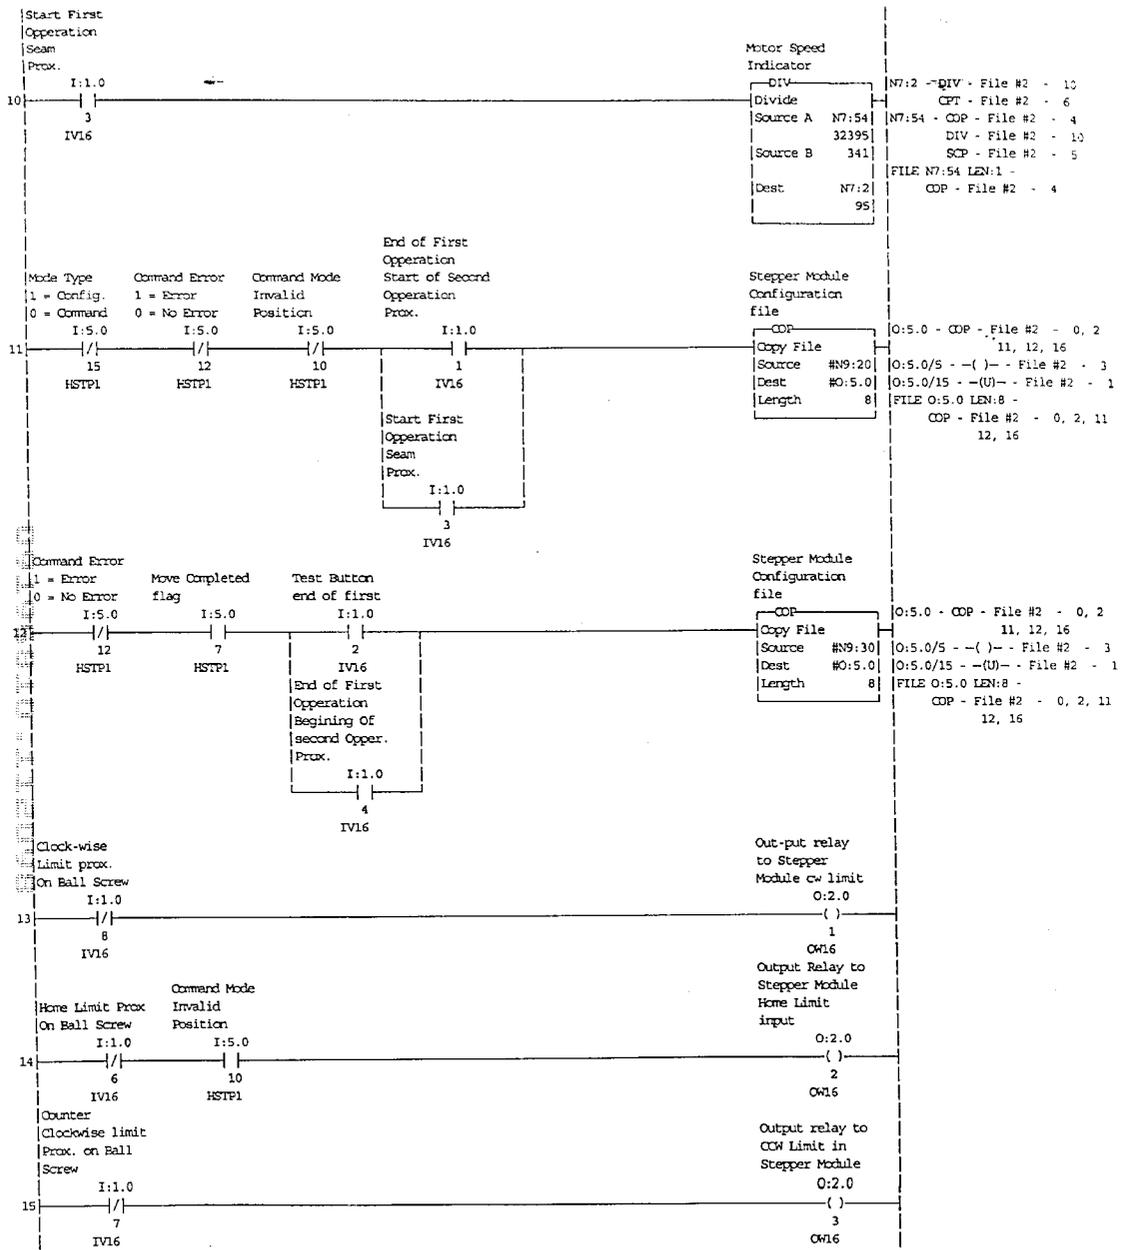 Start First
Opperation
Seam
Prox.
I:1.0
10
3
IV16
Motor Speed
Indicator
DIV
Divide
Source A N7:54
32395
Source B 341
Dest N7:2
95
N7:2 - DIV - File #2 - 10
CPT - File #2 - 6
N7:54 - COP - File #2 - 4
DIV - File #2 - 10
SCP - File #2 - 5
FILE N7:54 LEN:1 -
COP - File #2 - 4
Mode Type
1 = Config.
0 = Command
I:5.0
11
15
HSTP1
Command Error
1 = Error
0 = No Error
I:5.0
12
HSTP1
Command Mode
Invalid
Position
I:5.0
10
HSTP1
End of First
Opperation
Start of Second
Opperation
Prox.
I:1.0
1
IV16
Start First
Opperation
Seam
Prox.
I:1.0
3
IV16
Stepper Module
Configuration
file
COP
Copy File
Source #N9:20
Dest #O:5.0
Length 8
O:5.0 - COP - File #2 - 0, 2
11, 12, 16
O:5.0/5 - -( )- - File #2 - 3
O:5.0/15 - -(U)- - File #2 - 1
FILE O:5.0 LEN:8 -
COP - File #2 - 0, 2, 11
12, 16
Command Error
1 = Error
0 = No Error
I:5.0
12
12
HSTP1
Move Completed
flag
I:5.0
7
HSTP1
Test Button
end of first
I:1.0
2
IV16
End of First
Opperation
Begining Of
second Opper.
Prox.
I:1.0
4
IV16
Stepper Module
Configuration
file
COP
Copy File
Source #N9:30
Dest #O:5.0
Length 8
O:5.0 - COP - File #2 - 0, 2
11, 12, 16
O:5.0/5 - -( )- - File #2 - 3
O:5.0/15 - -(U)- - File #2 - 1
FILE O:5.0 LEN:8 -
COP - File #2 - 0, 2, 11
12, 16
Clock-wise
Limit prox.
On Ball Screw
I:1.0
13
8
IV16
Out-put relay
to Stepper
Module cw limit
O:2.0
( )
1
OW16
Home Limit Prox
On Ball Screw
I:1.0
14
6
IV16
Command Mode
Invalid
Position
I:5.0
10
HSTP1
Output Relay to
Stepper Module
Home Limit
input
O:2.0
( )
2
OW16
Counter
Clockwise limit
Prox. on Ball
Screw
I:1.0
15
7
IV16
Output relay to
CCW Limit in
Stepper Module
O:2.0
( )
3
OW16